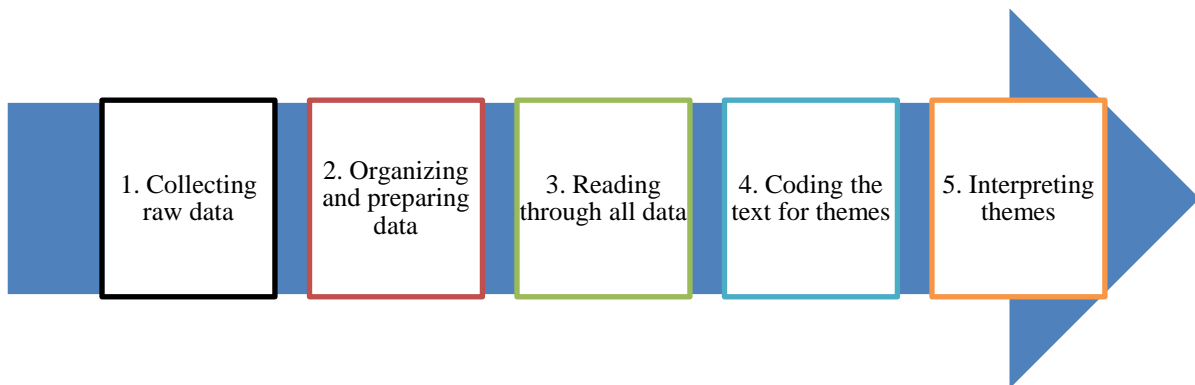 1. Collecting
raw data
2. Organizing
and preparing
data
3. Reading
through all data
4. Coding the
text for themes
5. Interpreting
themes